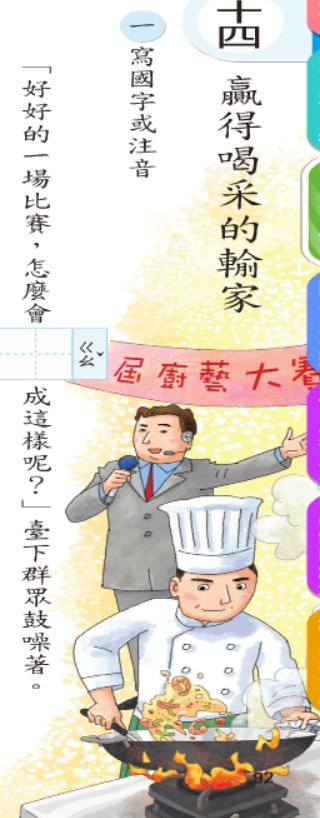 十四
贏得喝采的輸家
一
寫國字或注音
「好好的一場比賽，怎麼會
ㄍㄠˇ
成這樣呢？」臺下群眾鼓噪著。
屆廚藝大賽
92